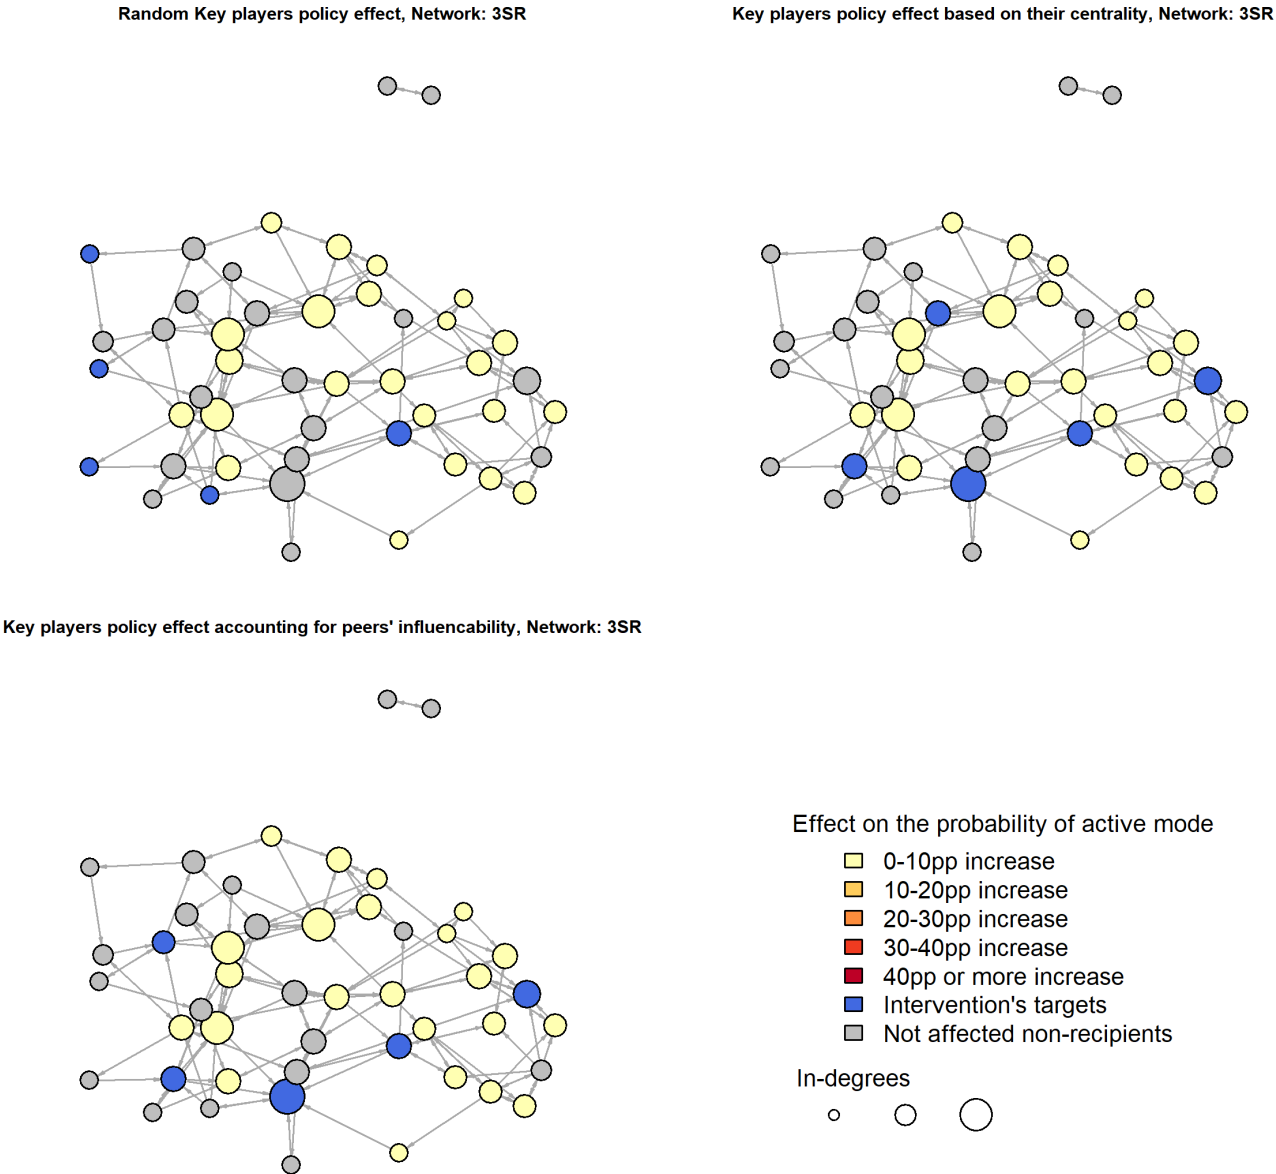 Random Key players policy effect, Network: 3SR
Key players policy effect based on their centrality, Network: 3SR
Key players policy effect accounting for peers' influencability, Network: 3SR
Effect on the probability of active mode
0-10pp increase
10-20pp increase
20-30pp increase
30-40pp increase
40pp or more increase
Intervention's targets
Not affected non-recipients
In-degrees